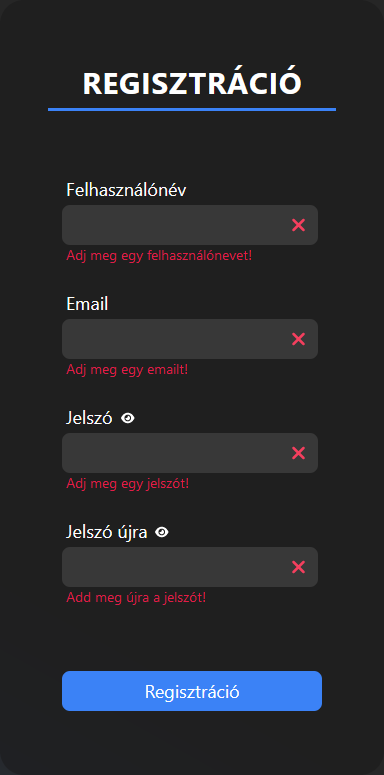 REGISZTRÁCIÓ
Felhasználónév
Adj meg egy felhasználónevet!
Email
Adj meg egy emailt!
Jelszó
Adj meg egy jelszót!
Jelszó újra
Add meg újra a jelszót!
Regisztráció